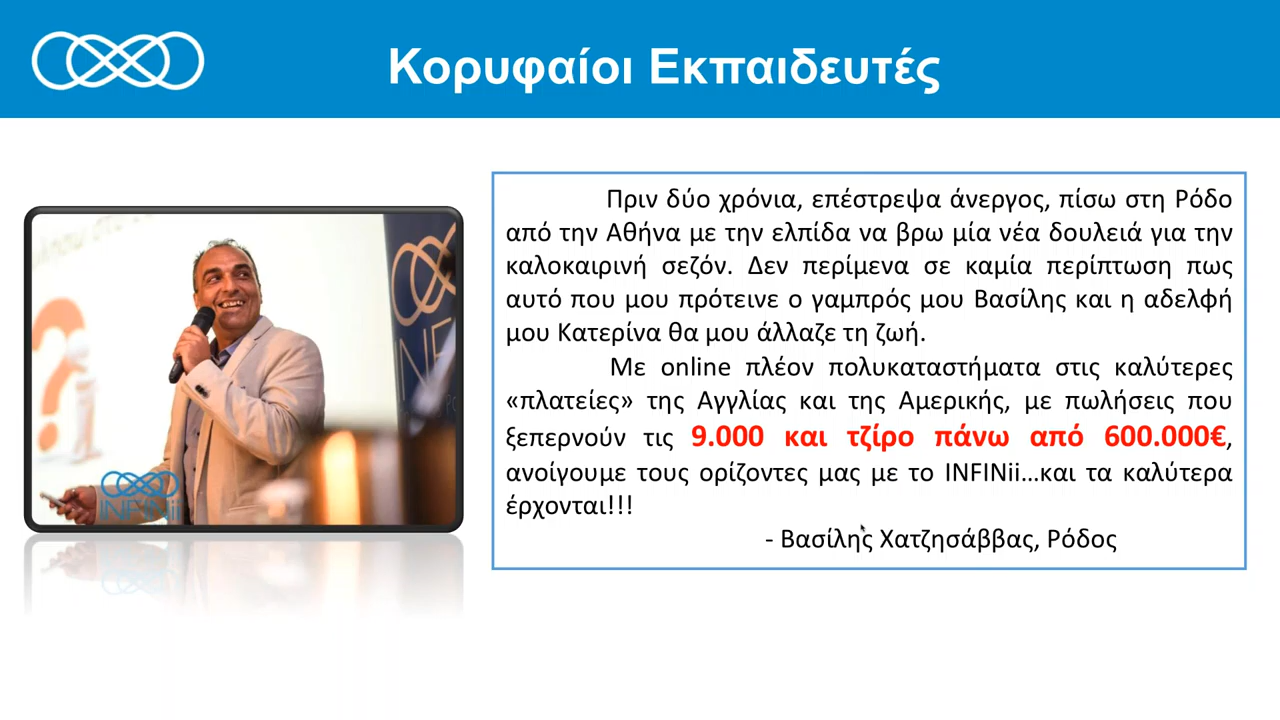 Κορυφαίοι Εκπαιδευτές
INFINii
Πριν δύο χρόνια, επέστρεψα άνεργος, πίσω στη Ρόδο
από την Αθήνα με την ελπίδα να βρω μία νέα δουλειά για την
καλοκαιρινή σεζόν. Δεν περίμενα σε καμία περίπτωση πως
αυτό που μου πρότεινε ο γαμπρός μου Βασίλης και η αδελφή
μου Κατερίνα θα μου άλλαζε τη ζωή.
Με online πλέον πολυκαταστήματα στις καλύτερες
«πλατείες» της Αγγλίας και της Αμερικής, με πωλήσεις που
ξεπερνούν τις 9.000 και τζίρο πάνω από 600.000€,
ανοίγουμε τους ορίζοντες μας με το INFINii...και τα καλύτερα
έρχονται!!!
- Βασίλης Χατζησάββας, Ρόδος